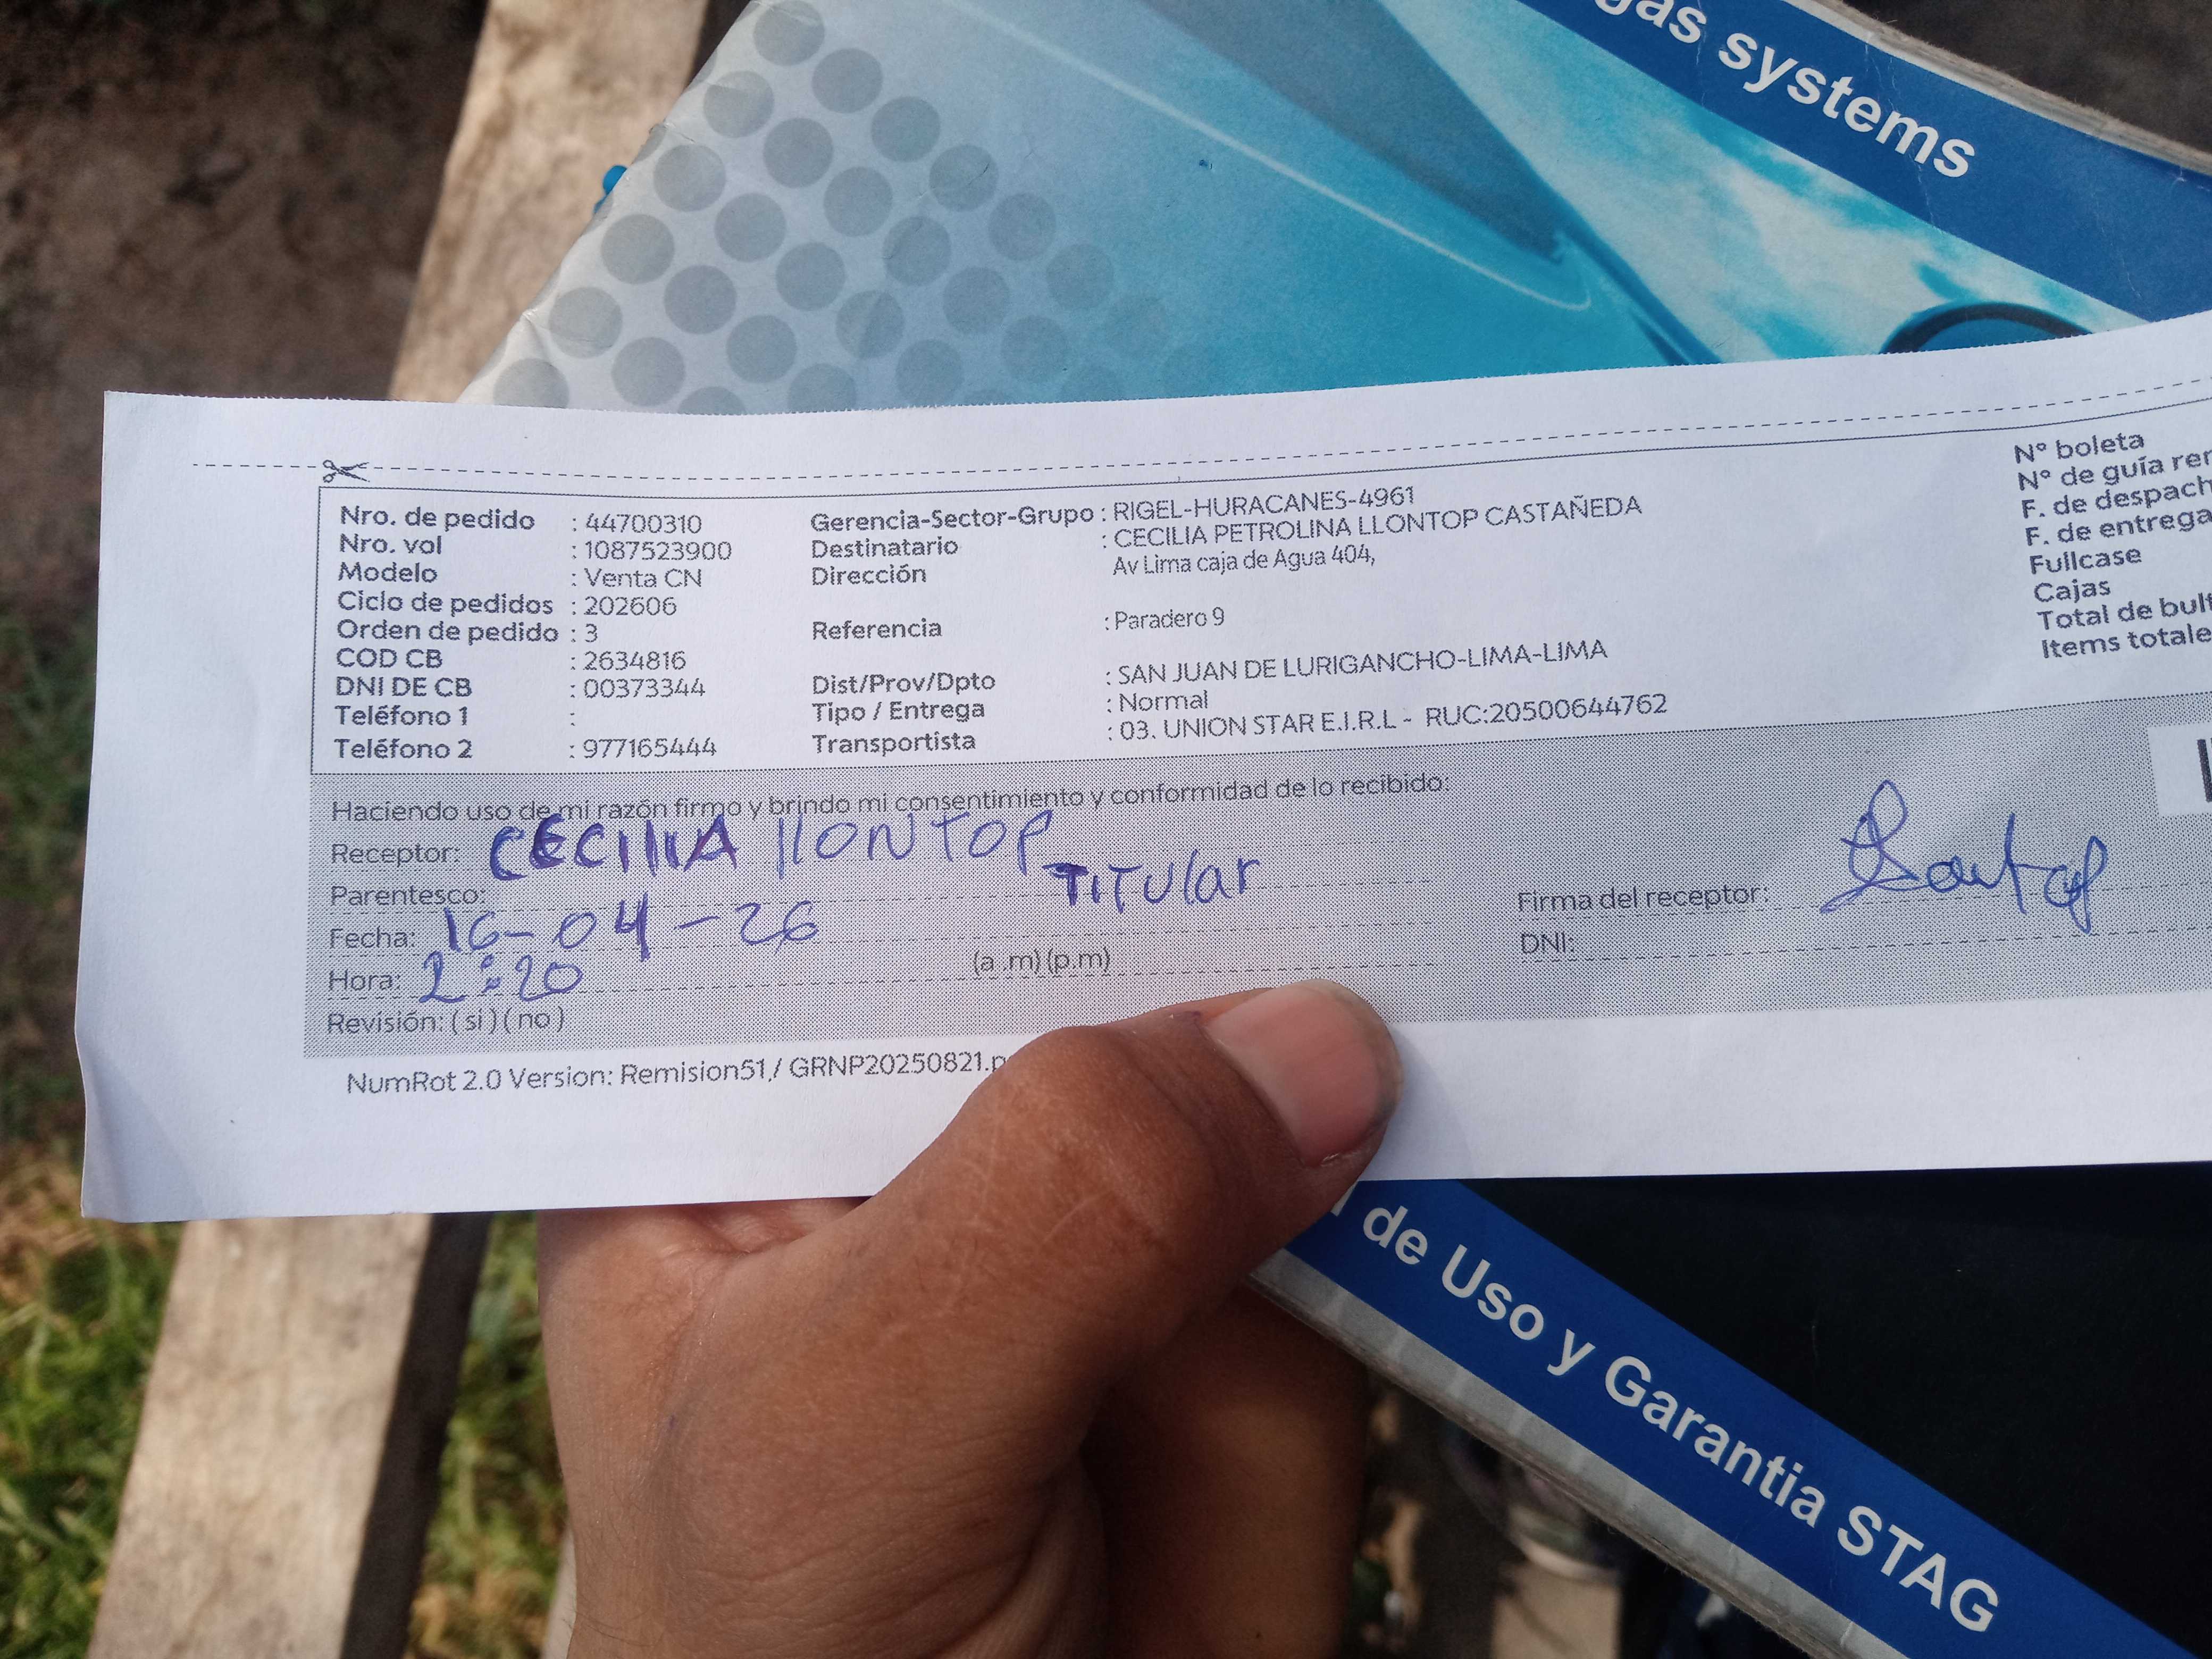 gas systems
Nro. de pedido : 44700310
Nro. vol : 1087523900
Modelo : Venta CN
Ciclo de pedidos : 202606
Orden de pedido : 3
COD CB : 2634816
DNI DE CB : 00373344
Teléfono 1 :
Teléfono 2 : 977165444
Gerencia-Sector-Grupo : RIGEL-HURACANES-4961
Destinatario : CECILIA PETROLINA LLONTOP CASTAÑEDA
Dirección Av Lima caja de Agua 404,
Referencia : Paradero 9
Dist/Prov/Dpto : SAN JUAN DE LURIGANCHO-LIMA-LIMA
Tipo / Entrega : Normal
Transportista : 03. UNION STAR E.I.R.L - RUC:20500644762
N° boleta
N° de guía rem
F. de despach
F. de entrega
Fullcase
Cajas
Total de bult
Items totale
Haciendo uso de mi razón firmo y brindo mi consentimiento y conformidad de lo recibido:
Receptor: CECIlIA llONTOP
Parentesco: TITUlar
Fecha: 16-04-26
Hora: 2:20 (a .m) (p.m)
Revisión: ( si ) ( no )
Firma del receptor: Llontop
DNI:
NumRot 2.0 Version: Remision51,/ GRNP20250821.p
l de Uso y Garantia STAG